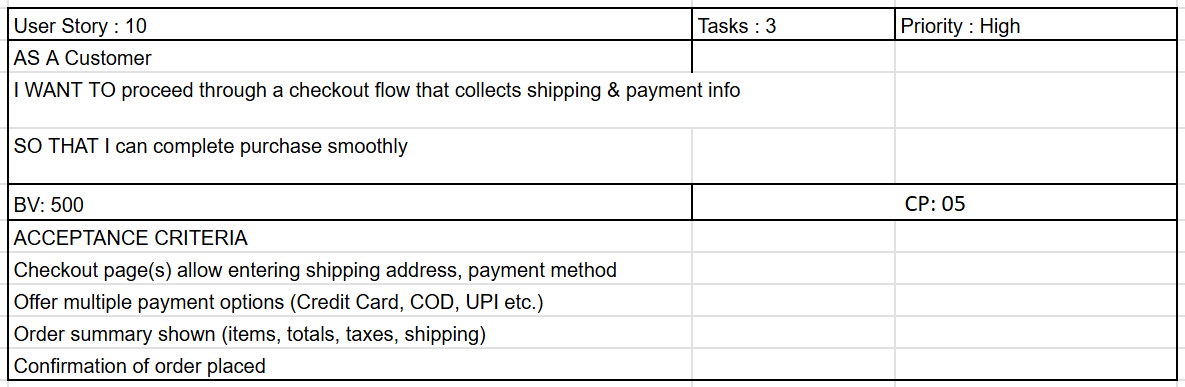 User Story : 10 Tasks : 3 Priority : High
AS A Customer
I WANT TO proceed through a checkout flow that collects shipping & payment info
SO THAT I can complete purchase smoothly
BV: 500 CP: 05
ACCEPTANCE CRITERIA
Checkout page(s) allow entering shipping address, payment method
Offer multiple payment options (Credit Card, COD, UPI etc.)
Order summary shown (items, totals, taxes, shipping)
Confirmation of order placed